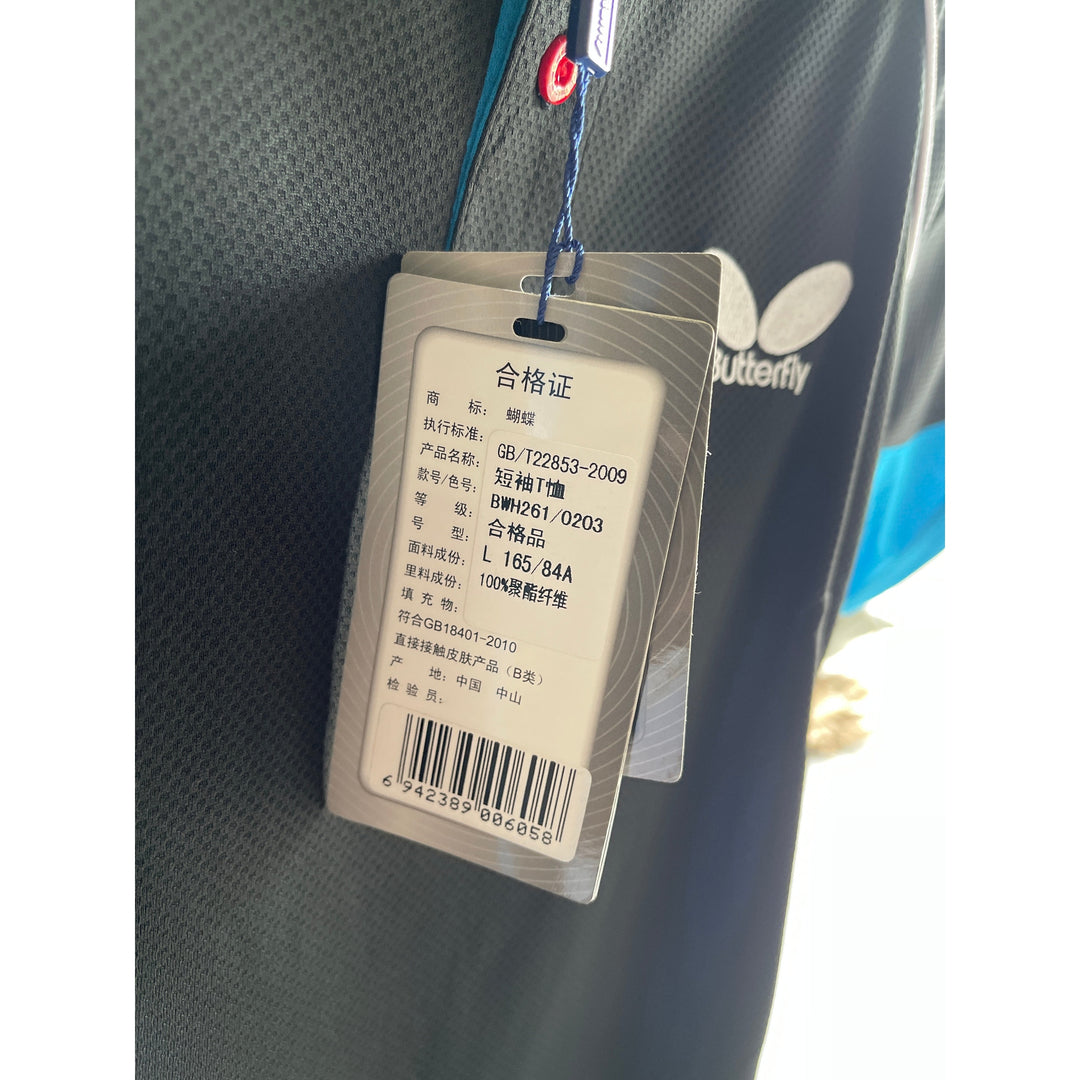 合格证
商 标: 蝴蝶
执行标准: GB/T22853-2009
产品名称: 短袖T恤
款号/色号: BWH261/0203
等 级: 合格品
号 型: L 165/84A
面料成份: 100%聚酯纤维
里料成份:
填 充 物:
符合GB18401-2010
直接接触皮肤产品（B类）
产 地: 中国 中山
检 验 员:
6 942389 006058
Butterfly